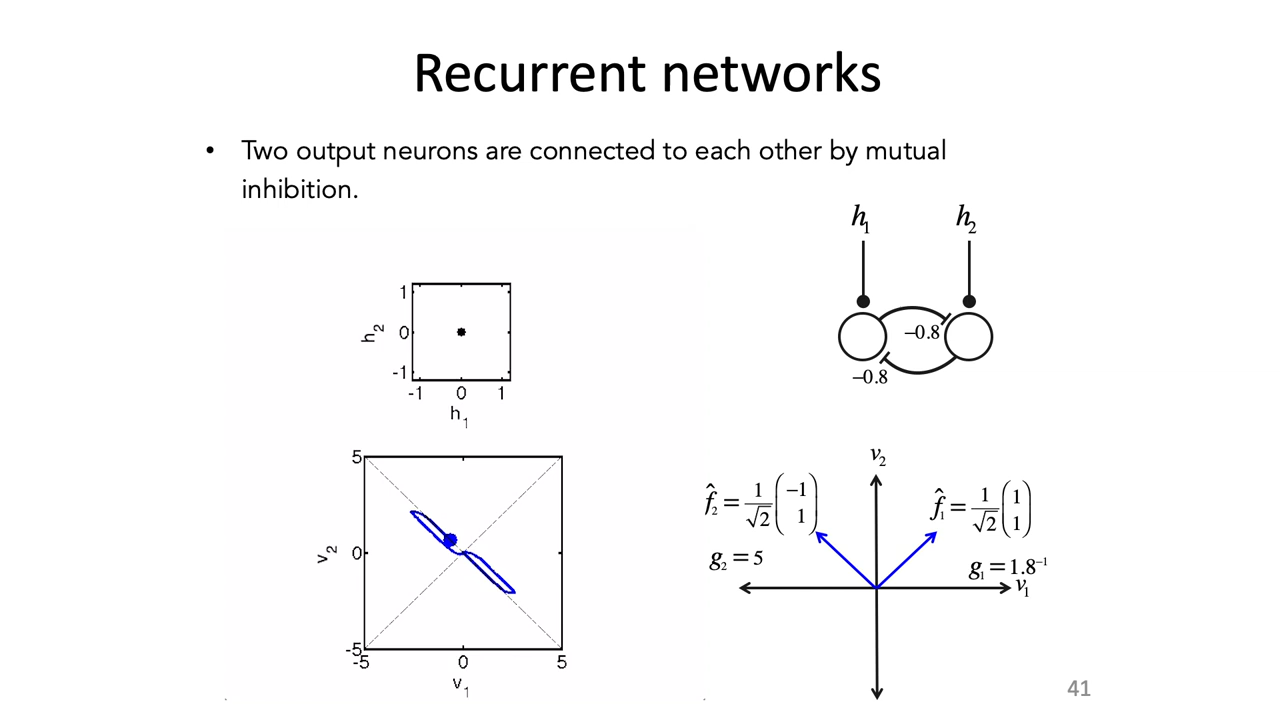 Recurrent networks
• Two output neurons are connected to each other by mutual
inhibition.
h₁ h₂
−0.8
−0.8
1
0
-1
h₂
-1 0 1
h₁
5
0
-5
v₂
-5 0 5
v₁
v₂
f̂₂ = 1/√2 (−1 1)
g₂ = 5
f̂₁ = 1/√2 (1 1)
g₁ = 1.8⁻¹
v₁
41